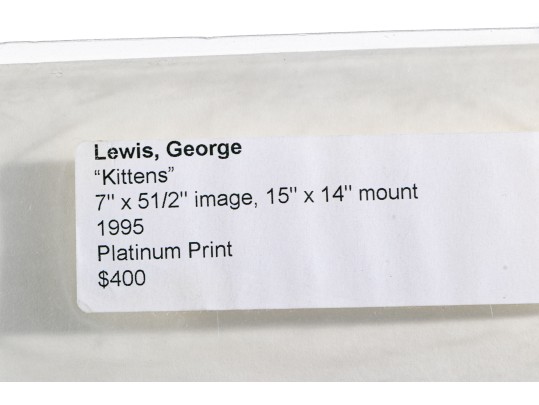 Lewis, George
“Kittens”
7" x 51/2" image, 15" x 14" mount
1995
Platinum Print
$400